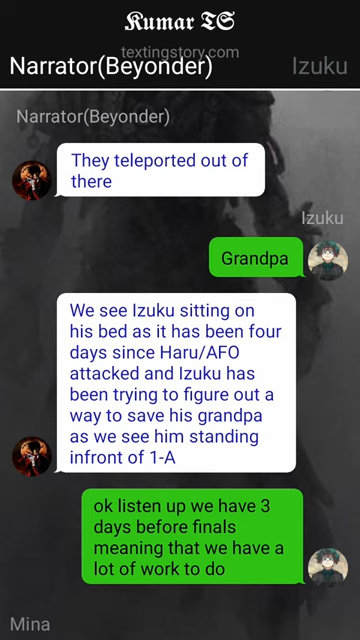 Kumar TS
textingstory.com
Narrator(Beyonder) Izuku
Narrator(Beyonder)
They teleported out of
there
Izuku
Grandpa
We see Izuku sitting on
his bed as it has been four
days since Haru/AFO
attacked and Izuku has
been trying to figure out a
way to save his grandpa
as we see him standing
infront of 1-A
ok listen up we have 3
days before finals
meaning that we have a
lot of work to do
Mina